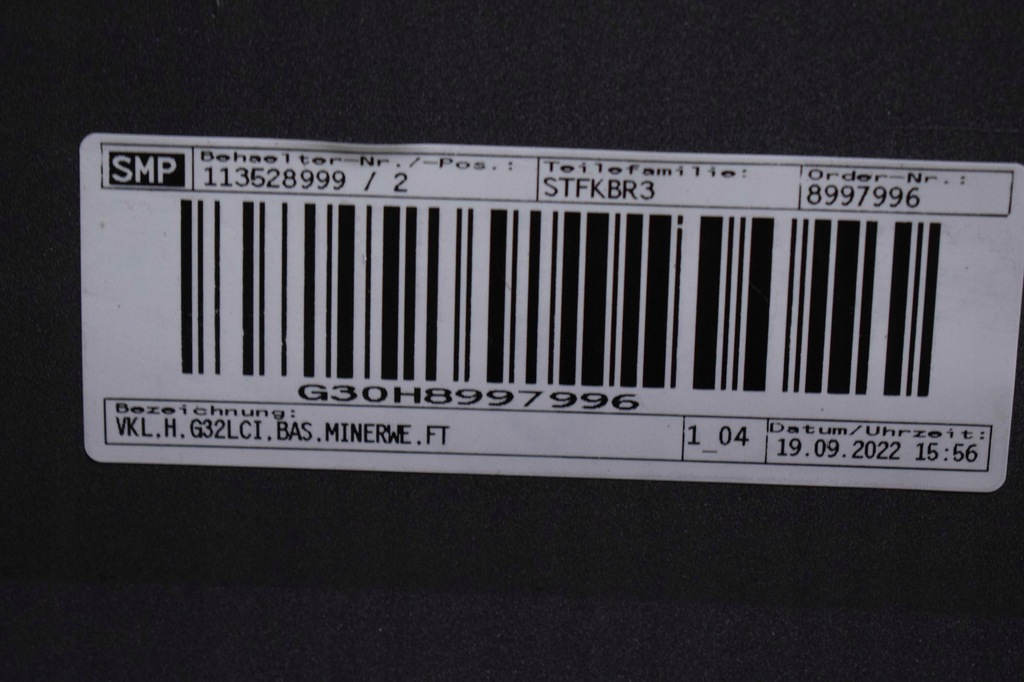 SMP
Behaelter-Nr./-Pos.: Teilefamilie: Order-Nr.:
113528999 / 2 STFKBR3 8997996
G30H8997996
Bezeichnung: Datum/Uhrzeit:
VKL.H.G32LCI.BAS.MINERWE.FT 1_04 19.09.2022 15:56